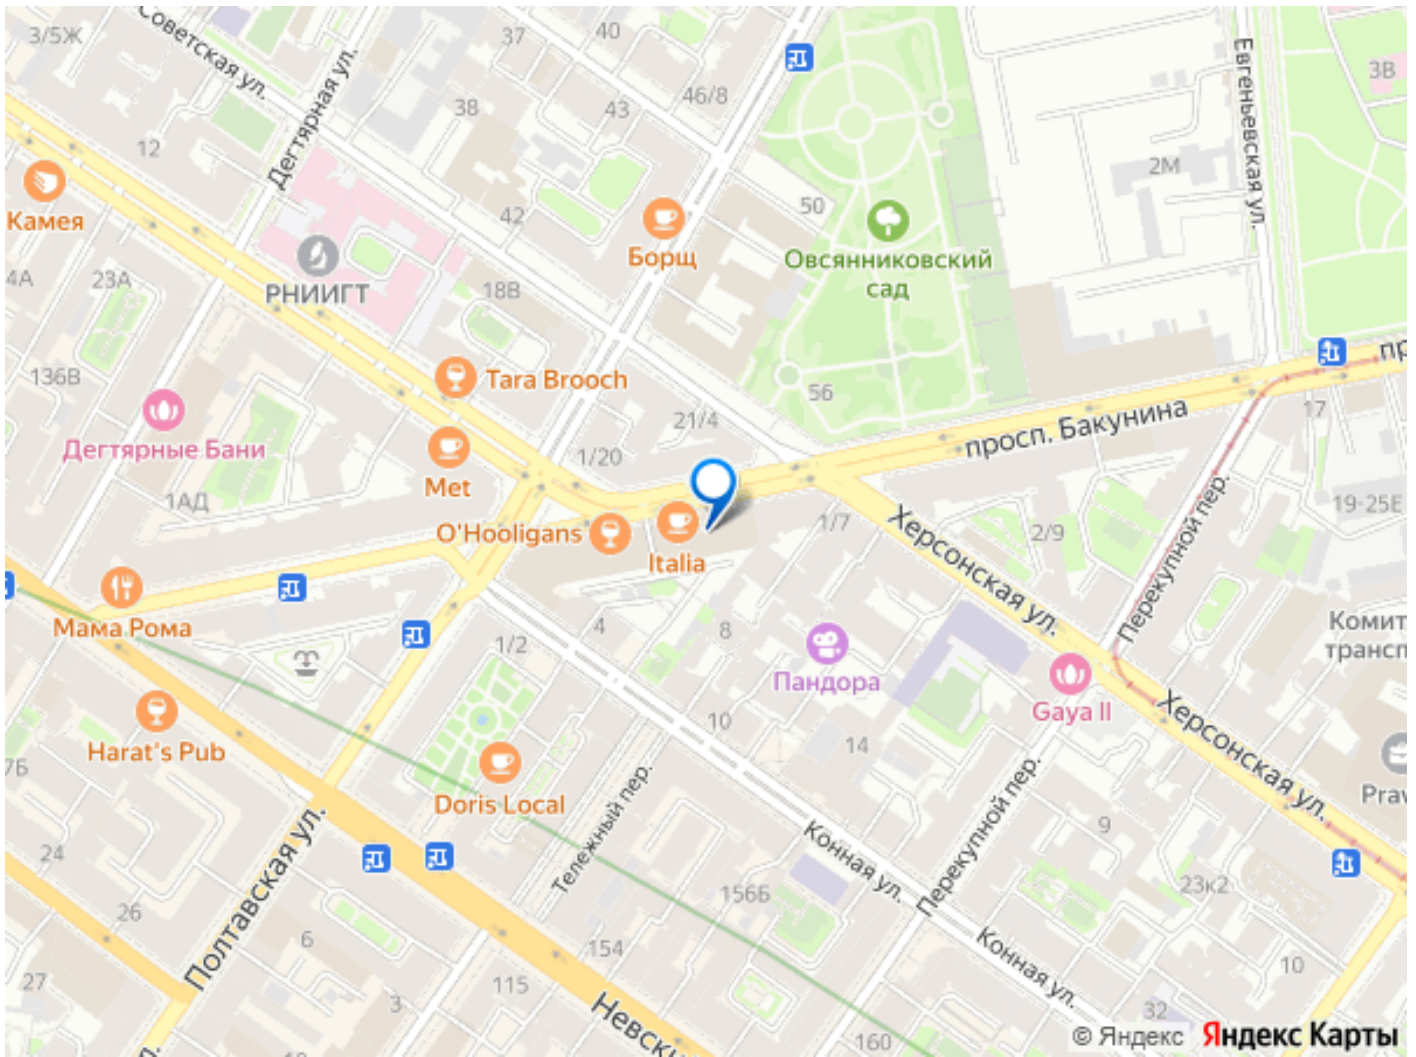 3/5Ж
Советская ул.
Дегтярная ул.
37
40
46/8
38
43
12
Евгеньевская ул.
3В
2М
Камея
42
50
Борщ
Овсянниковский
сад
4А
23А
РНИИГТ
18В
136В
Tara Brooch
56
21/4
17
просп. Бакунина
Дегтярные Бани
Met
1/20
1АД
O'Hooligans
Italia
1/7
Херсонская ул.
2/9
19-25Е
Перекупной пер.
Мама Рома
4
8
1/2
Пандора
Комит
трансп
Gaya II
Harat's Pub
10
14
Херсонская ул.
7Б
Doris Local
Prav
Тележный пер.
Конная ул.
Перекупной пер.
9
24
Полтавская ул.
156Б
23к2
26
6
154
Конная ул.
10
27
3
115
Невски
32
160
© Яндекс Яндекс Карты